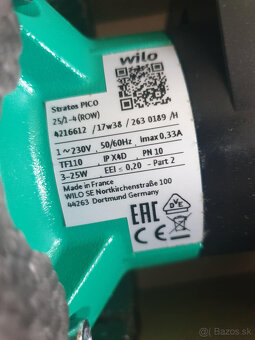 wilo
Stratos PICO
25/1-4 (ROW)
4216612 / 17w38 / 263 0189 / H
1~230V 50/60Hz Imax 0.33A
TF110 IP X4D PN 10
3-25W EEI ≤ 0,20 - Part 2
Made in France
WILO SE Nortkirchenstraße 100
44263 Dortmund Germany
EAC
DVE
CE
© Bazos.sk